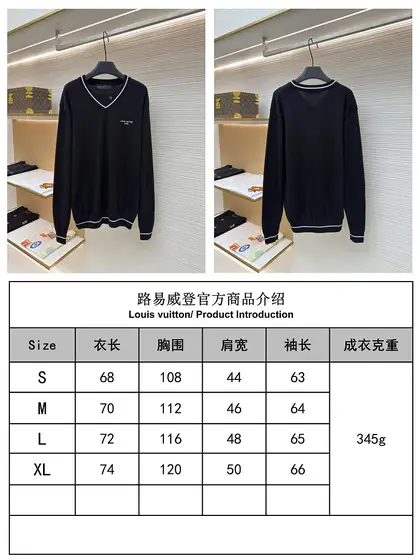 路易威登官方商品介绍
Louis vuitton/ Product Introduction
Size 衣长 胸围 肩宽 袖长 成衣克重
S 68 108 44 63
M 70 112 46 64
L 72 116 48 65
XL 74 120 50 66
345g